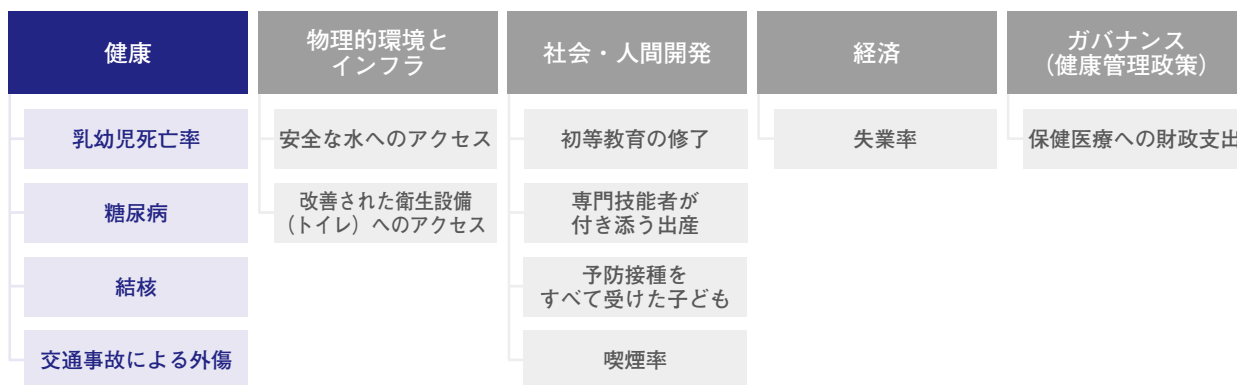 健康
物理的環境と
インフラ
社会・人間開発
経済
ガバナンス
（健康管理政策）
乳幼児死亡率
安全な水へのアクセス
初等教育の修了
失業率
保健医療への財政支出
糖尿病
改善された衛生設備
（トイレ）へのアクセス
専門技能者が
付き添う出産
結核
予防接種を
すべて受けた子ども
交通事故による外傷
喫煙率